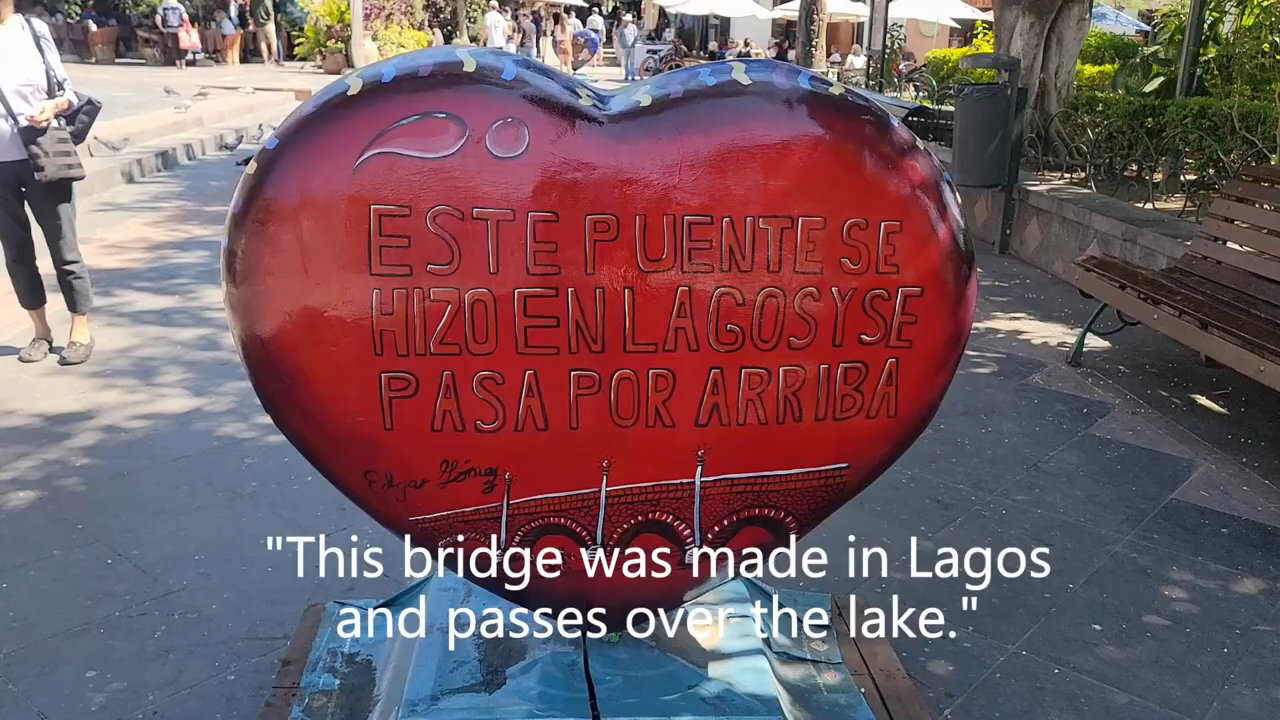 ESTE PUENTE SE
HIZO EN LAGOS Y SE
PASA POR ARRIBA
Edgar Gómez
"This bridge was made in Lagos
and passes over the lake."